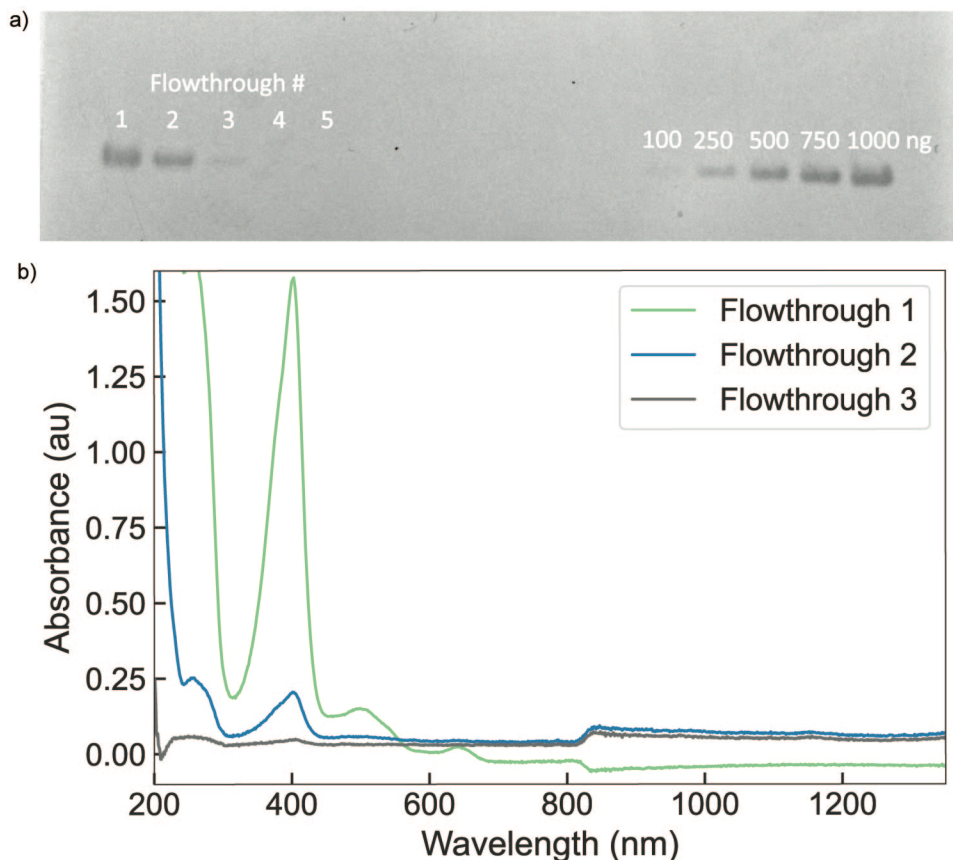 a)
Flowthrough #
1 2 3 4 5
100 250 500 750 1000 ng
b)
1.50
1.25
1.00
0.75
0.50
0.25
0.00
Absorbance (au)
Flowthrough 1
Flowthrough 2
Flowthrough 3
200 400 600 800 1000 1200
Wavelength (nm)